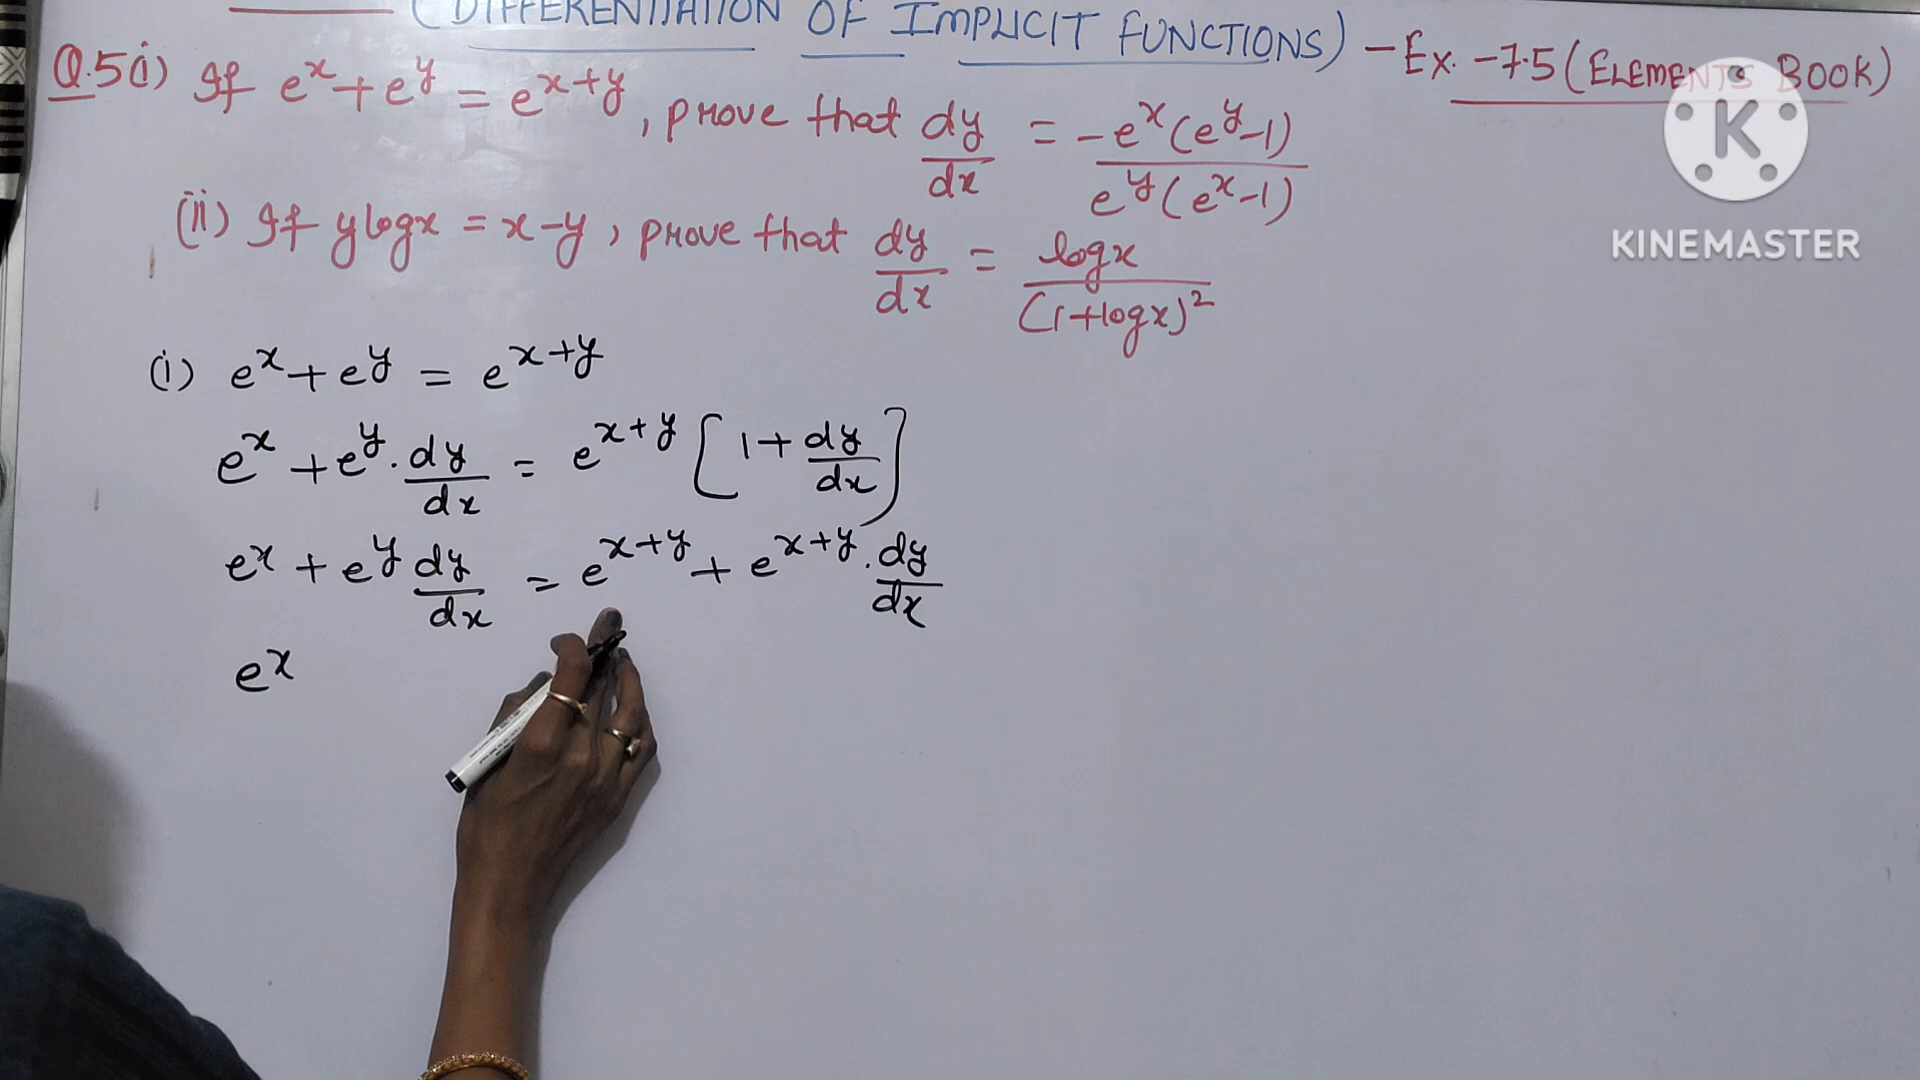 (DIFFERENTIATION OF IMPLICIT FUNCTIONS) - Ex. - 7.5 (ELEMENTS BOOK)
Q.5(i) If e^x + e^y = e^{x+y}, prove that dy/dx = -e^x(e^y-1) / e^y(e^x-1)
(ii) If y log x = x-y, prove that dy/dx = log x / (1+log x)^2
(i) e^x + e^y = e^{x+y}
e^x + e^y . dy/dx = e^{x+y} [1 + dy/dx]
e^x + e^y dy/dx = e^{x+y} + e^{x+y} . dy/dx
e^x
K
KINEMASTER